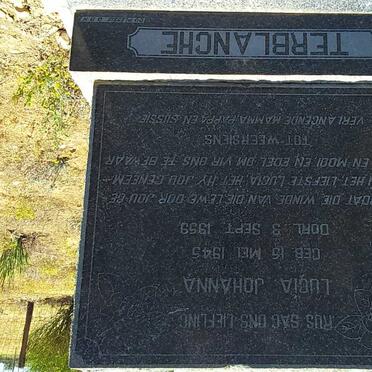 RUS SAG ONS LIEFLING
LUCIA JOHANNA
GEB. 16 MEI 1945
OORL. 3 SEPT. 1959
DAT DIE WINDE VAN DIE LEWE OOR JOU GE-
HET, LIEFSTE LUCIA, HET HY JOU GENEEM
EN MOOI EN EDEL OM VIR ONS TE BEWAAR
TOT WEERSIENS
VERLANGENDE MAMMA, PAPPA EN SUSSIE
TERBLANCHE